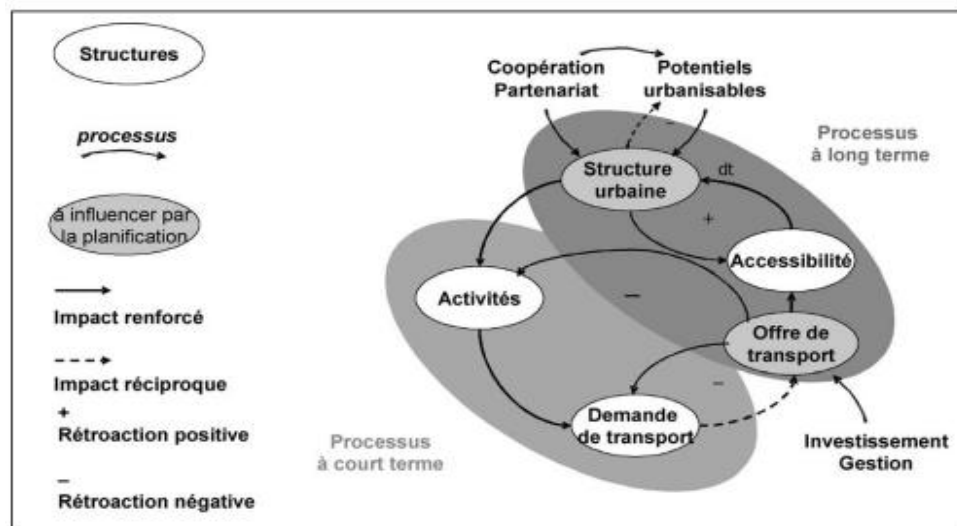 Structures
processus
à influencer par
la planification
Impact renforcé
Impact réciproque
+
Rétroaction positive
–
Rétroaction négative
Coopération
Partenariat
Potentiels
urbanisables
–
Processus
à long terme
Structure
urbaine
dt
+
Accessibilité
Activités
–
Offre de
transport
–
Demande
de transport
Processus
à court terme
Investissement
Gestion